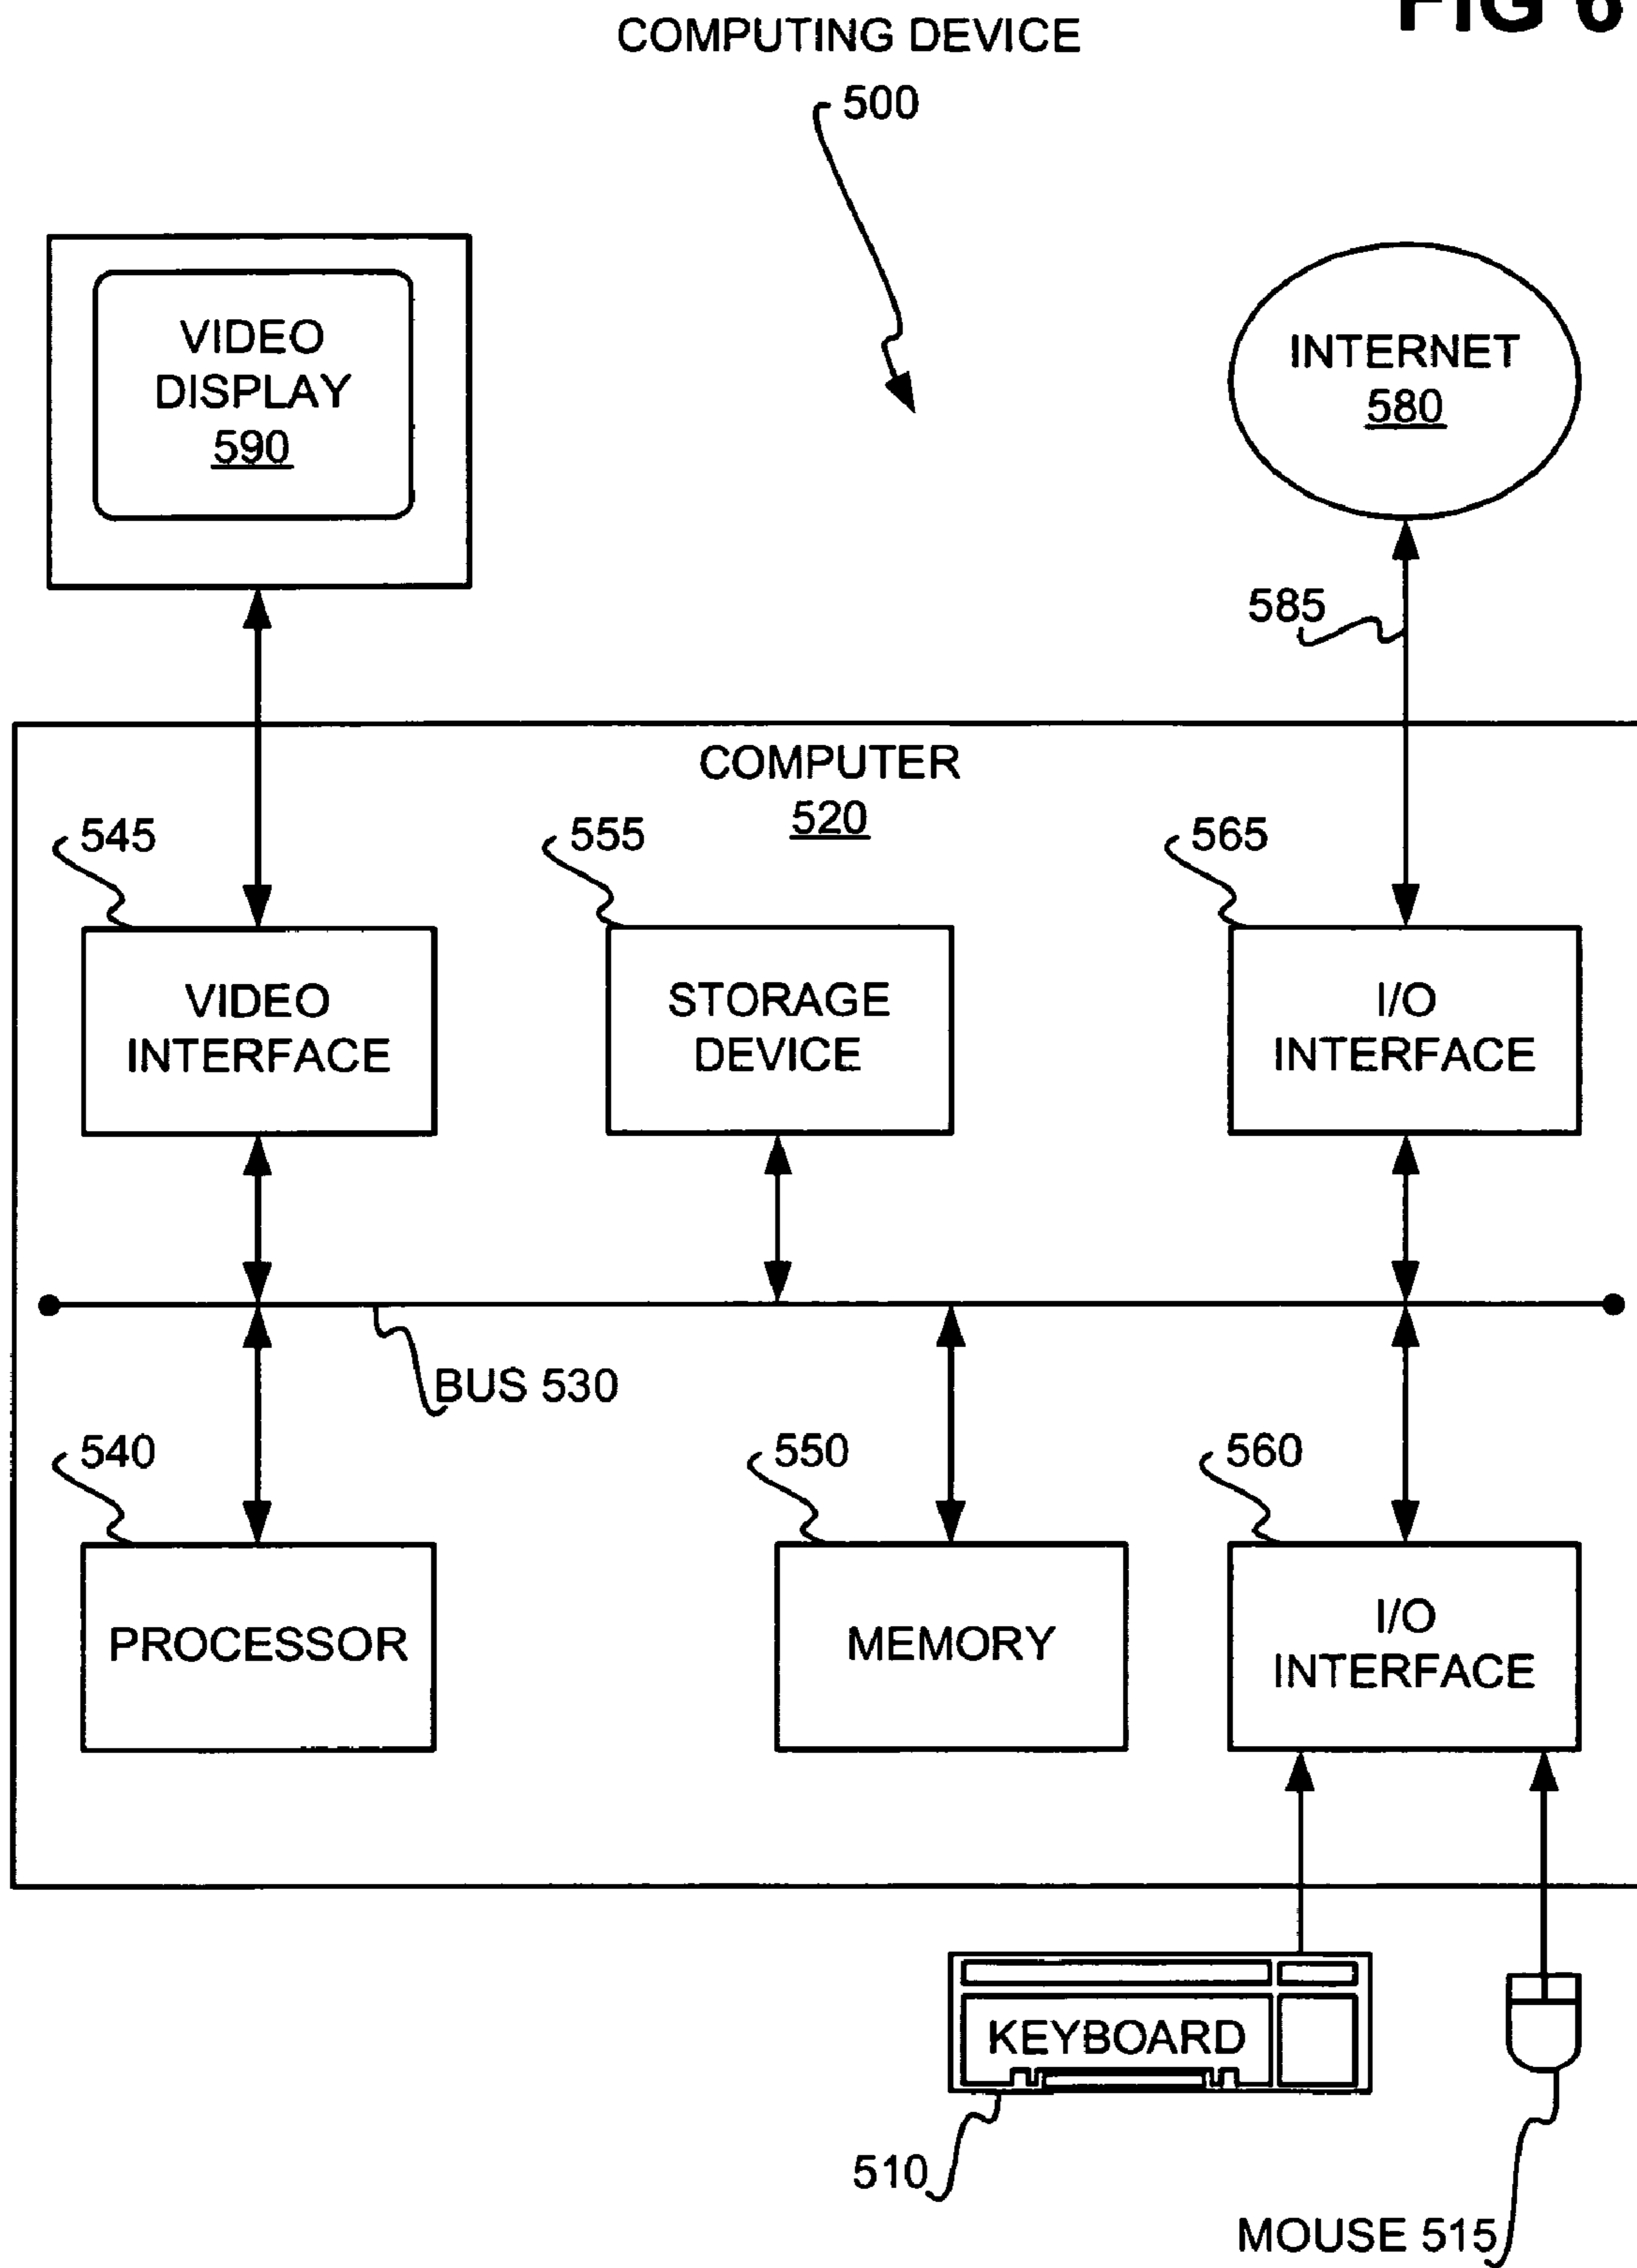 FIG 6
COMPUTING DEVICE
500
VIDEO
DISPLAY
590
INTERNET
580
585
COMPUTER
520
545
555
565
VIDEO
INTERFACE
STORAGE
DEVICE
I/O
INTERFACE
BUS 530
540
550
560
PROCESSOR
MEMORY
I/O
INTERFACE
KEYBOARD
510
MOUSE 515